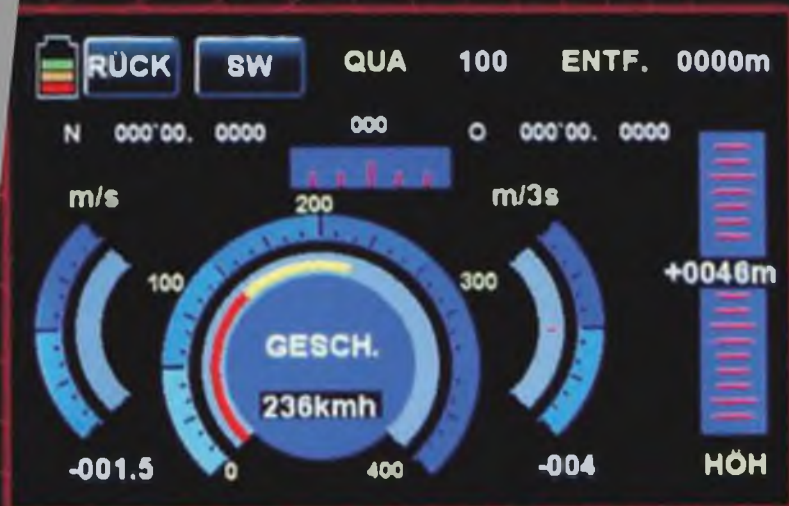 RÜCK SW QUA 100 ENTF. 0000m
N 000°00. 0000 000 O 000°00. 0000
m/s 200 m/3s
100 300 +0046m
GESCH.
236kmh
-001.5 0 400 -004 HÖH